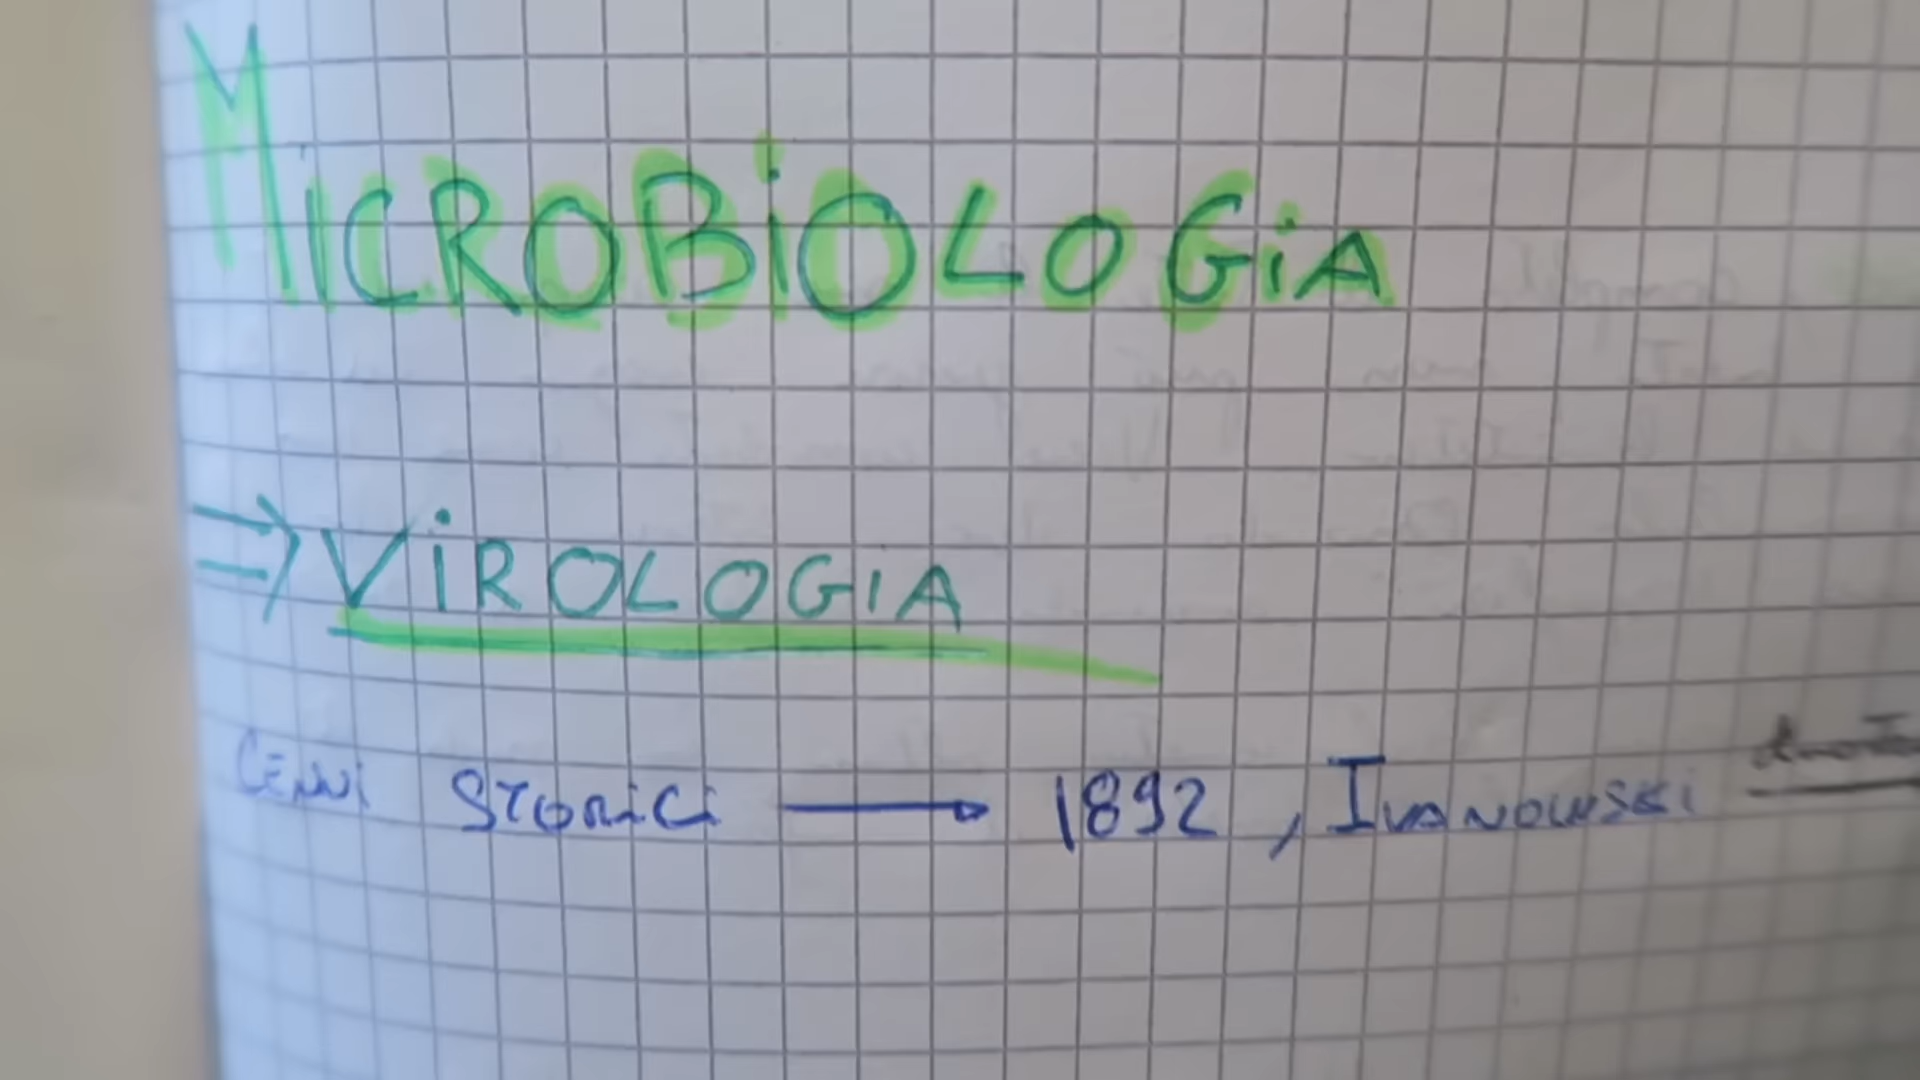 MICROBIOLOGIA
⇒ VIROLOGIA
CENNI STORICI → 1892, IVANOWSKI